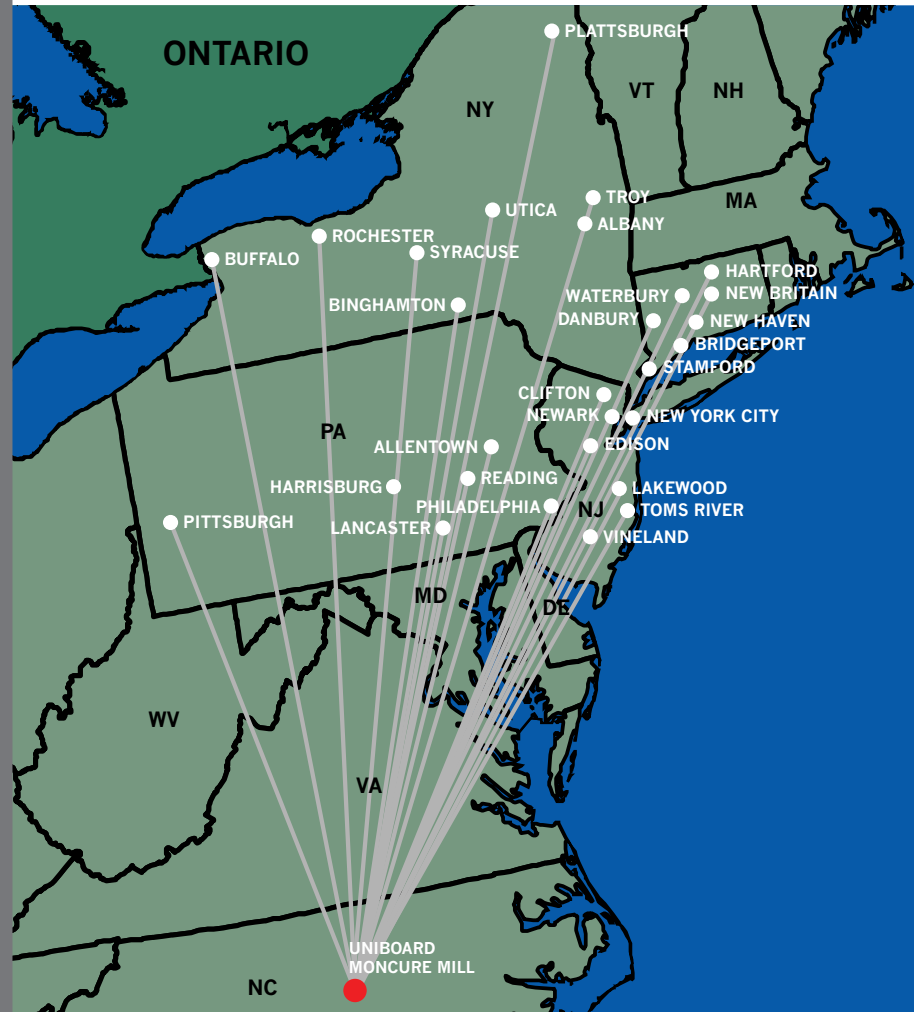 PLATTSBURGH
ONTARIO
VT
NH
NY
TROY
MA
UTICA
ALBANY
ROCHESTER
SYRACUSE
BUFFALO
HARTFORD
WATERBURY
NEW BRITAIN
BINGHAMTON
DANBURY
NEW HAVEN
BRIDGEPORT
STAMFORD
CLIFTON
NEWARK
NEW YORK CITY
PA
ALLENTOWN
EDISON
READING
HARRISBURG
LAKEWOOD
PHILADELPHIA
NJ
TOMS RIVER
PITTSBURGH
LANCASTER
VINELAND
MD
DE
WV
VA
UNIBOARD
MONCURE MILL
NC